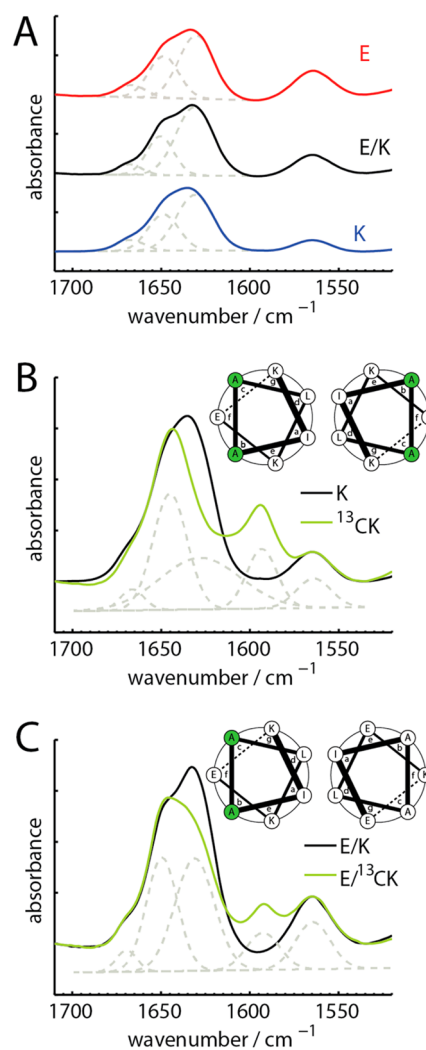 A
E
E/K
K
absorbance
1700 1650 1600 1550
wavenumber / cm⁻¹
B
K K
A g e A
c L I b
E f d a f E
b a d c
A e I L g A
K K
K
¹³CK
absorbance
1700 1650 1600 1550
wavenumber / cm⁻¹
C
K E
A g e A
c L I b
E f d a f K
b a d c
A e I L g A
K E
E/K
E/¹³CK
absorbance
1700 1650 1600 1550
wavenumber / cm⁻¹